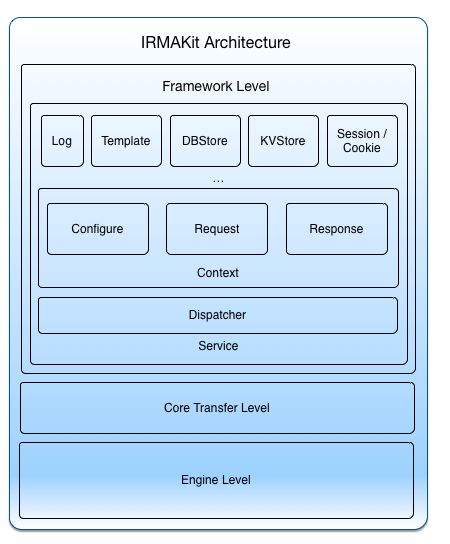 IRMAKit Architecture
Framework Level
Log
Template
DBStore
KVStore
Session /
Cookie
...
Configure
Request
Response
Context
Dispatcher
Service
Core Transfer Level
Engine Level